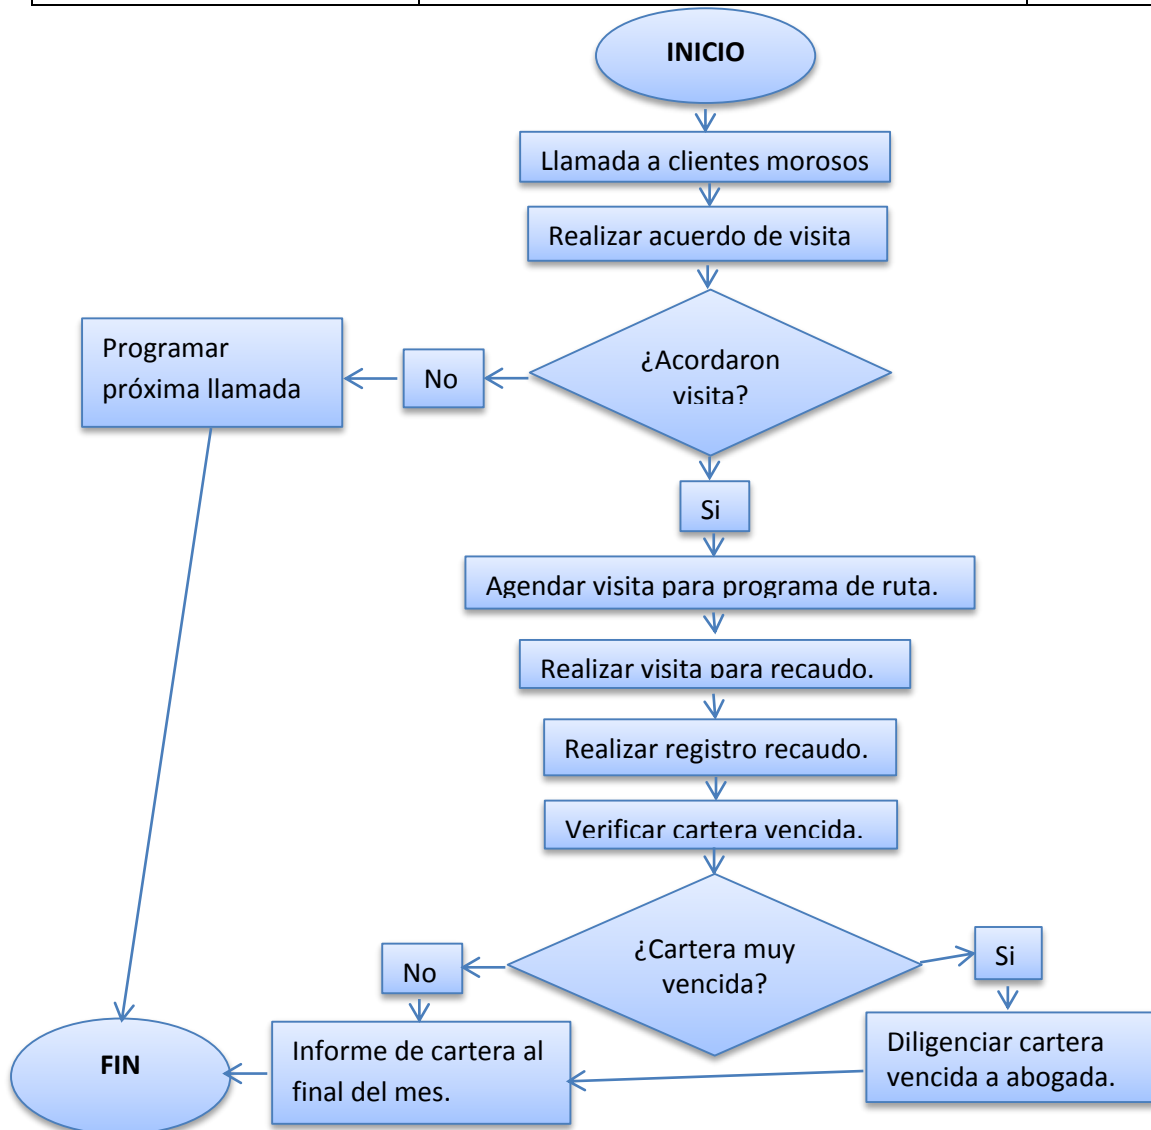 INICIO
Llamada a clientes morosos
Realizar acuerdo de visita
¿Acordaron
visita?
No
Programar
próxima llamada
Si
Agendar visita para programa de ruta.
Realizar visita para recaudo.
Realizar registro recaudo.
Verificar cartera vencida.
¿Cartera muy
vencida?
No
Si
Informe de cartera al
final del mes.
Diligenciar cartera
vencida a abogada.
FIN